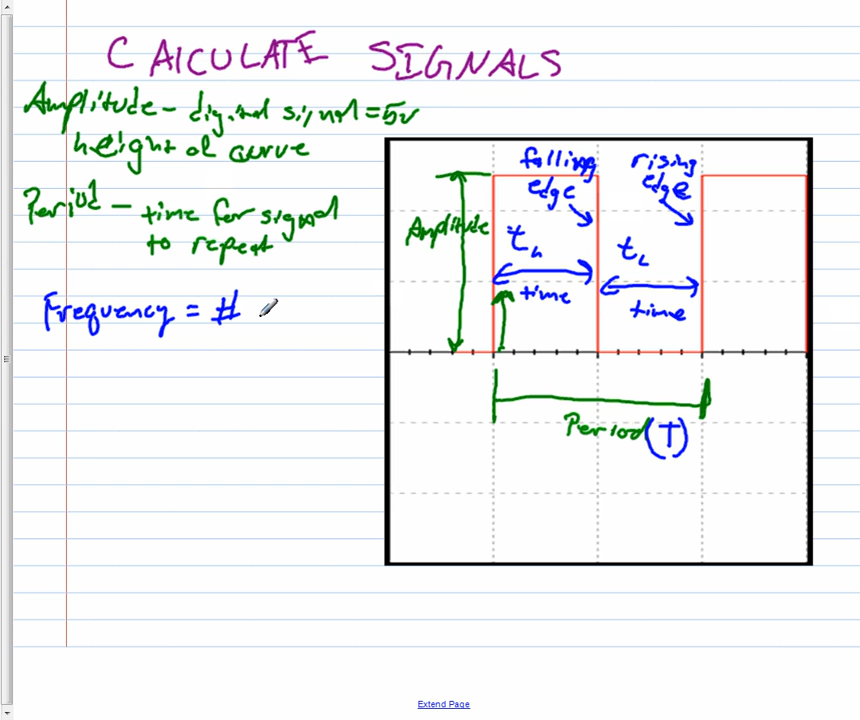 CAlCULATE SIGNALS
Amplitude - digital signal = 5v
height of curve
Period - time for signal
to repeat
Frequency = #
falling
edge
rising
edge
Amplitude
th
tL
time
time
Period (T)
Extend Page